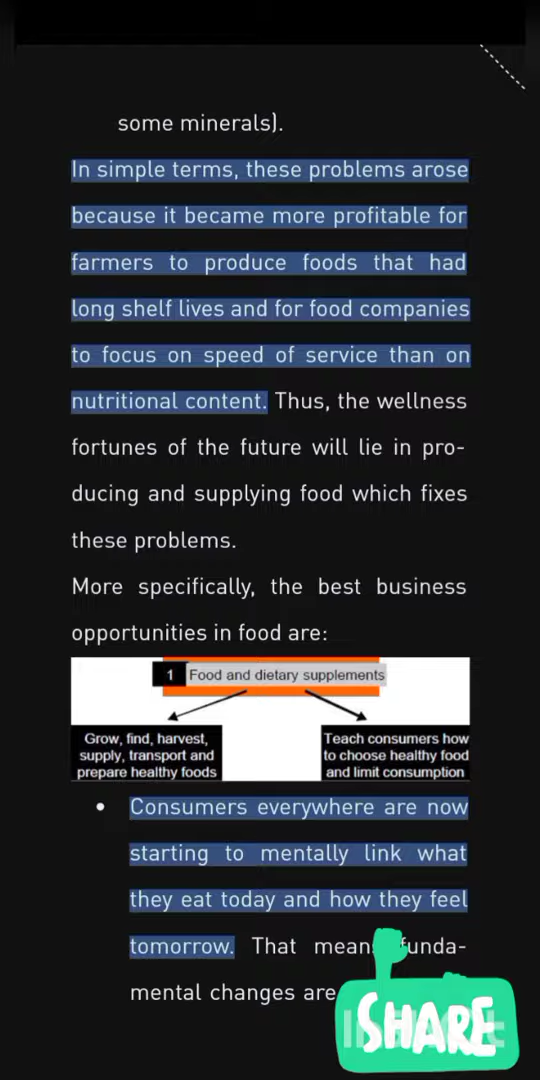 some minerals).
In simple terms, these problems arose
because it became more profitable for
farmers to produce foods that had
long shelf lives and for food companies
to focus on speed of service than on
nutritional content. Thus, the wellness
fortunes of the future will lie in pro-
ducing and supplying food which fixes
these problems.
More specifically, the best business
opportunities in food are:
1 Food and dietary supplements
Grow, find, harvest,
supply, transport and
prepare healthy foods
Teach consumers how
to choose healthy food
and limit consumption
• Consumers everywhere are now
starting to mentally link what
they eat today and how they feel
tomorrow. That means funda-
mental changes are
SHARE